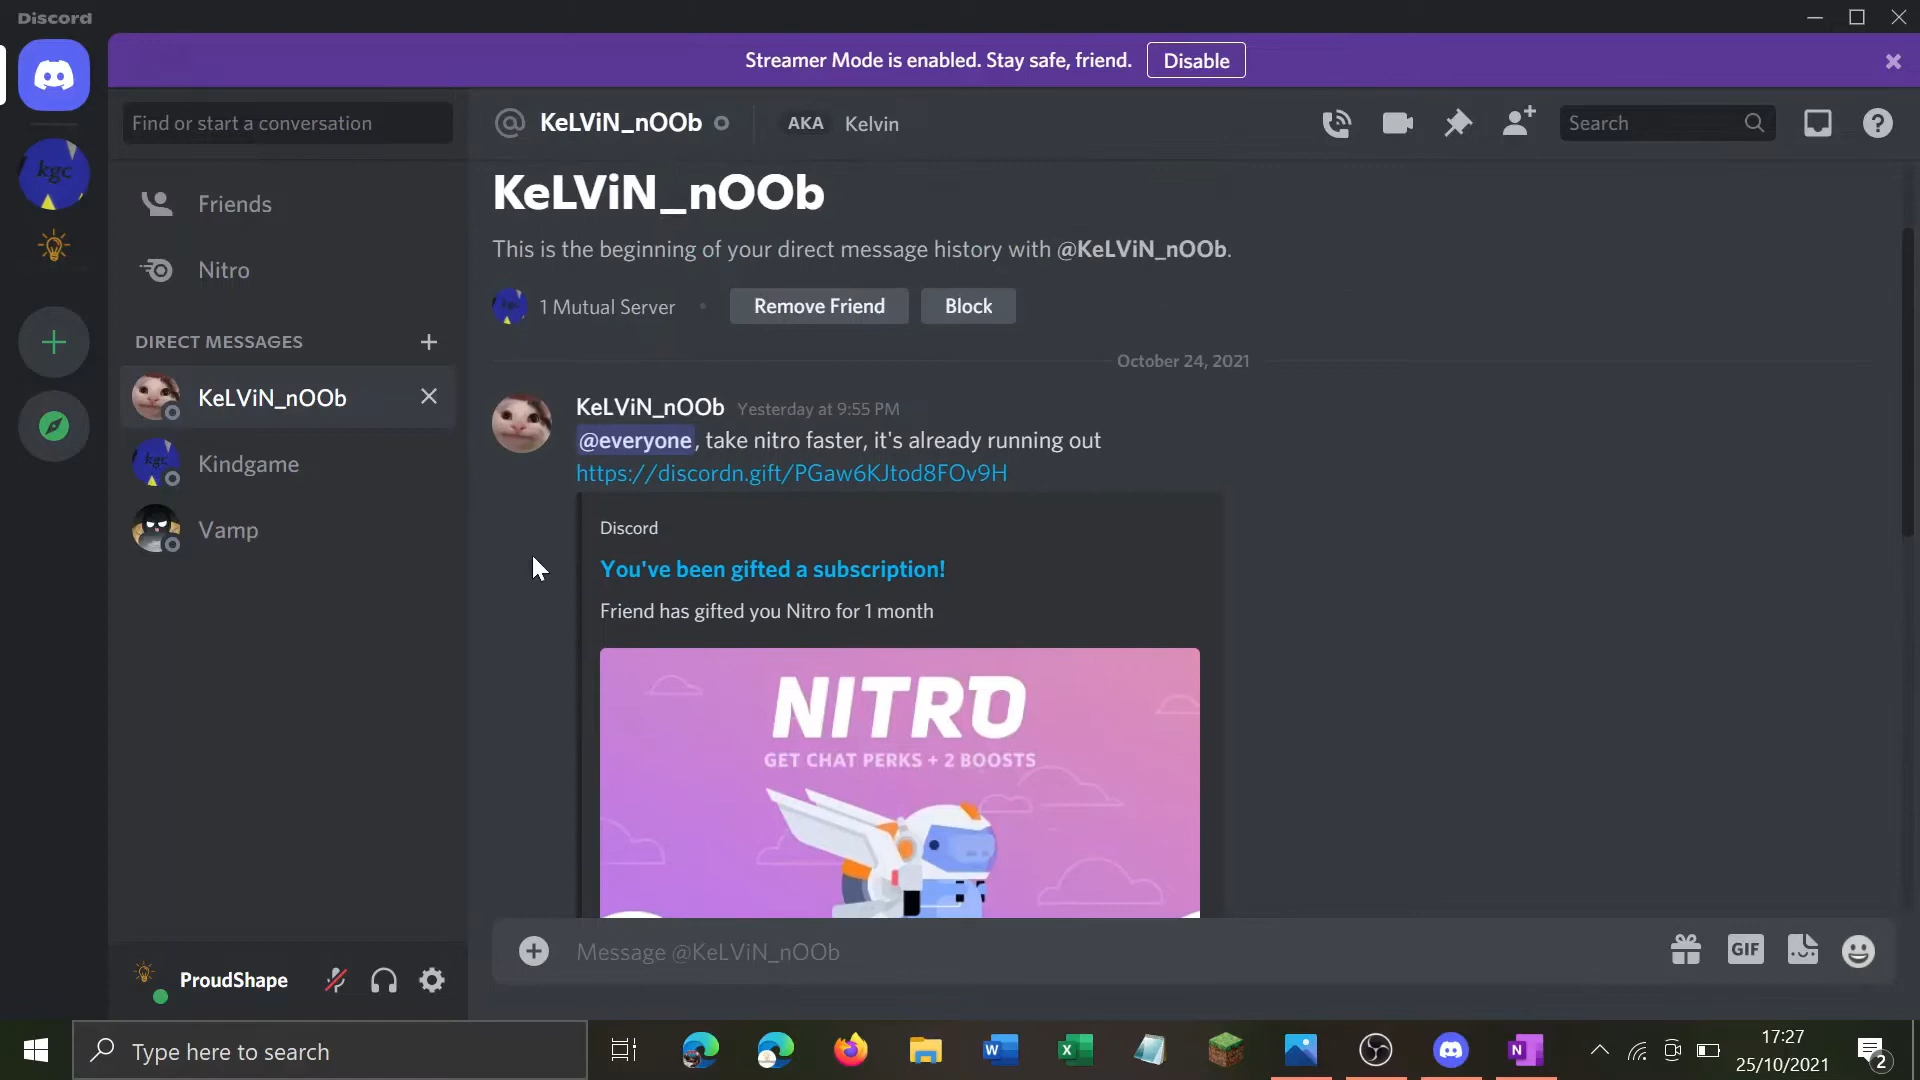 Discord
Streamer Mode is enabled. Stay safe, friend.
Disable
Find or start a conversation
KeLViN_nOOb
AKA
Kelvin
Search
kgc
Friends
Nitro
DIRECT MESSAGES
KeLViN_nOOb
Kindgame
Vamp
KeLViN_nOOb
This is the beginning of your direct message history with @KeLViN_nOOb.
1 Mutual Server
Remove Friend
Block
October 24, 2021
KeLViN_nOOb Yesterday at 9:55 PM
@everyone, take nitro faster, it's already running out
https://discordn.gift/PGaw6KJtod8FOv9H
Discord
You've been gifted a subscription!
Friend has gifted you Nitro for 1 month
NITRO
GET CHAT PERKS + 2 BOOSTS
Message @KeLViN_nOOb
GIF
ProudShape
Type here to search
17:27
25/10/2021
2